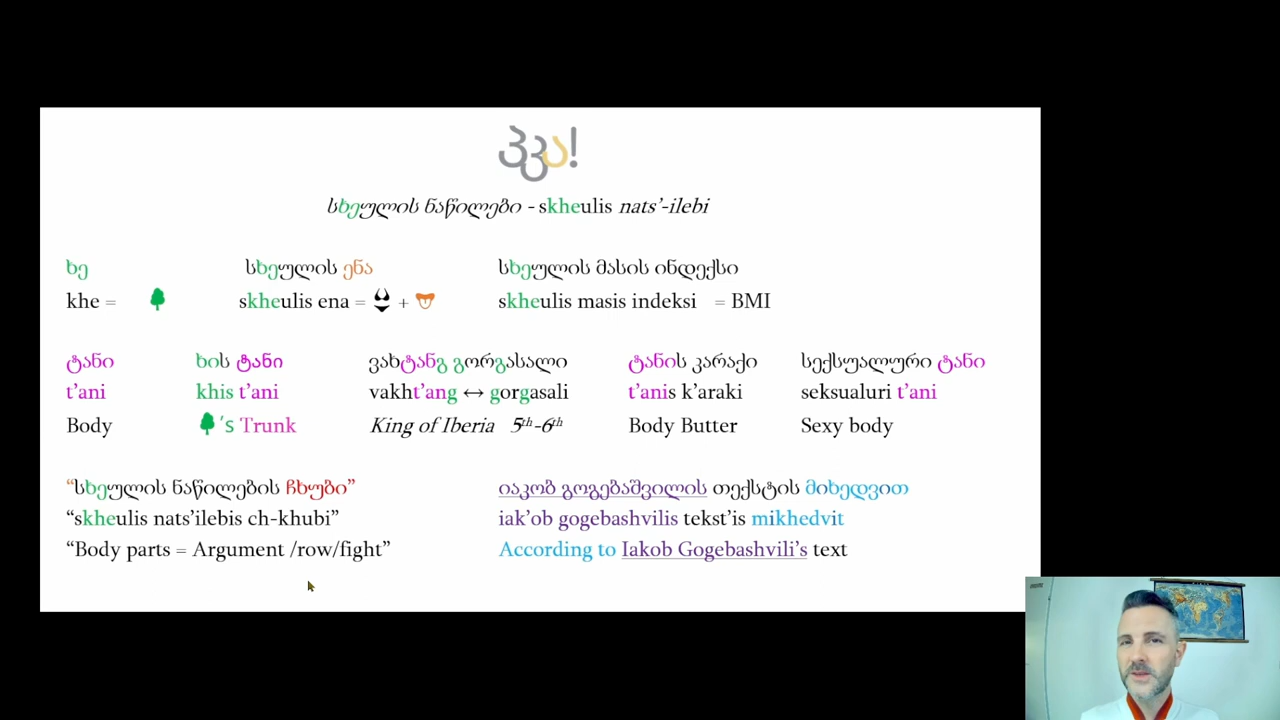 ჰკა!
სხეულის ნაწილები - skheulis nats’-ilebi
ხე
khe =
სხეულის ენა
skheulis ena = +
სხეულის მასის ინდექსი
skheulis masis indeksi = BMI
ტანი
t’ani
Body
ხის ტანი
khis t’ani
’s Trunk
ვახტანგ გორგასალი
vakht’ang ↔ gorgasali
King of Iberia 5th-6th
ტანის კარაქი
t’anis k’araki
Body Butter
სექსუალური ტანი
seksualuri t’ani
Sexy body
“სხეულის ნაწილების ჩხუბი”
“skheulis nats’ilebis ch-khubi”
“Body parts = Argument /row/fight”
იაკობ გოგებაშვილის თექსტის მიხედვით
iak’ob gogebashvilis tekst’is mikhedvit
According to Iakob Gogebashvili’s text